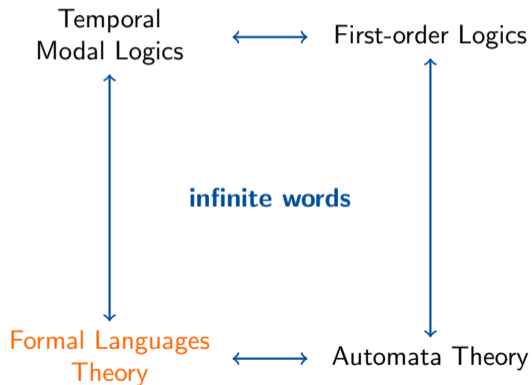 Temporal
Modal Logics
First-order Logics
infinite words
Formal Languages
Theory
Automata Theory